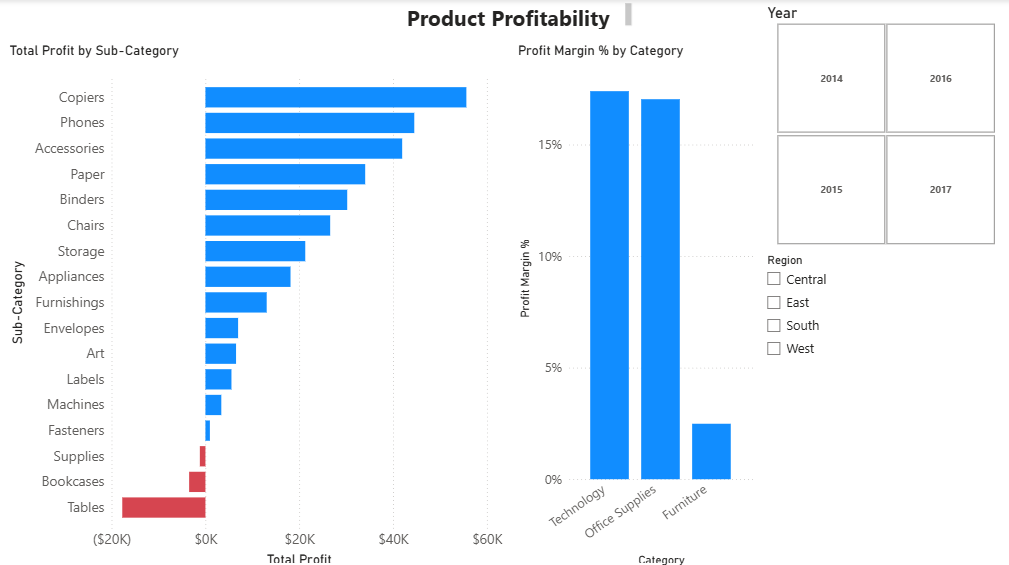 Product Profitability
Total Profit by Sub-Category
Sub-Category
Copiers
Phones
Accessories
Paper
Binders
Chairs
Storage
Appliances
Furnishings
Envelopes
Art
Labels
Machines
Fasteners
Supplies
Bookcases
Tables
($20K) $0K $20K $40K $60K
Total Profit
Profit Margin % by Category
Profit Margin %
15%
10%
5%
0%
Technology
Office Supplies
Furniture
Category
Year
2014 2016
2015 2017
Region
Central
East
South
West